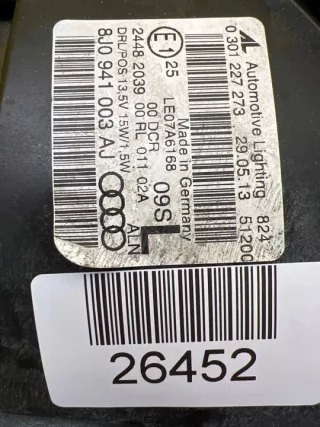 AL Automotive Lighting 824
0 301 227 273 29.05.13 51200
E1 25
LE07A6168
Made in Germany
2448 2039 00 DCR 09S L
00 RL 011 02A
DRL/POS 13,5V 15W/1,5W
8J0 941 003 AJ ALN
26452